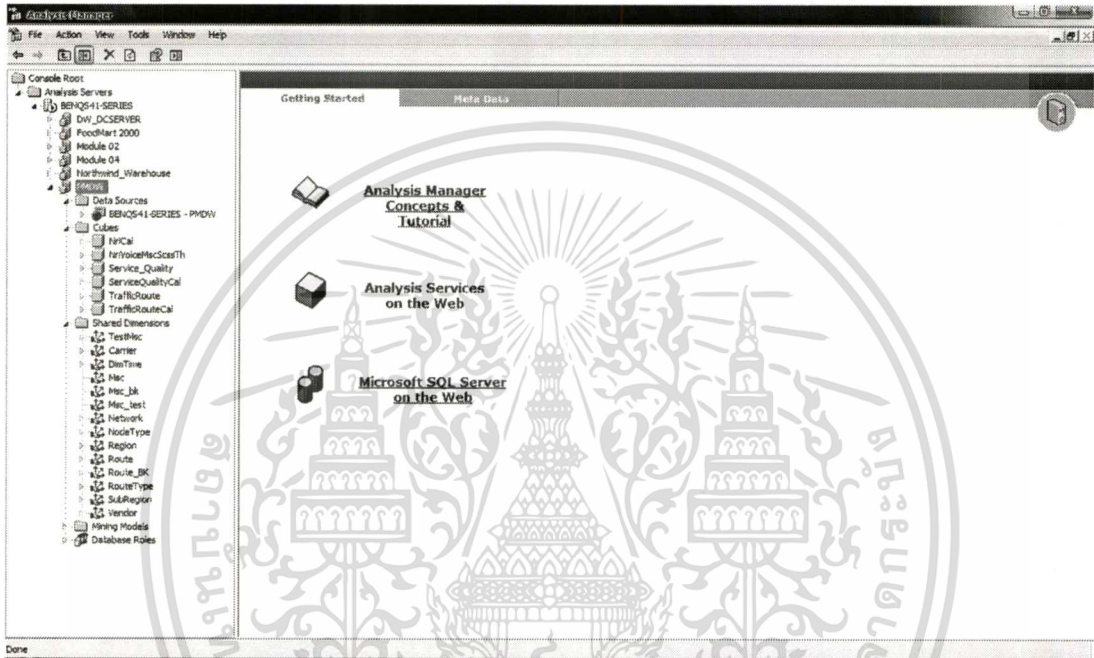 Analysis Manager
File Action View Tools Window Help
Console Root
Analysis Servers
BENQS41-SERIES
DW_DCSERVER
FoodMart 2000
Module 02
Module 04
Northwind_Warehouse
PMDW
Data Sources
BENQS41-SERIES - PMDW
Cubes
NrlCal
NrlVoiceMscScssTh
Service_Quality
ServiceQualityCal
TrafficRoute
TrafficRouteCal
Shared Dimensions
TestMsc
Carrier
DimTime
Msc
Msc_bk
Msc_test
Network
NodeType
Region
Route
Route_BK
RouteType
SubRegion
Vendor
Mining Models
Database Roles
Getting Started
Meta Data
Analysis Manager
Concepts &
Tutorial
Analysis Services
on the Web
Microsoft SQL Server
on the Web
Done